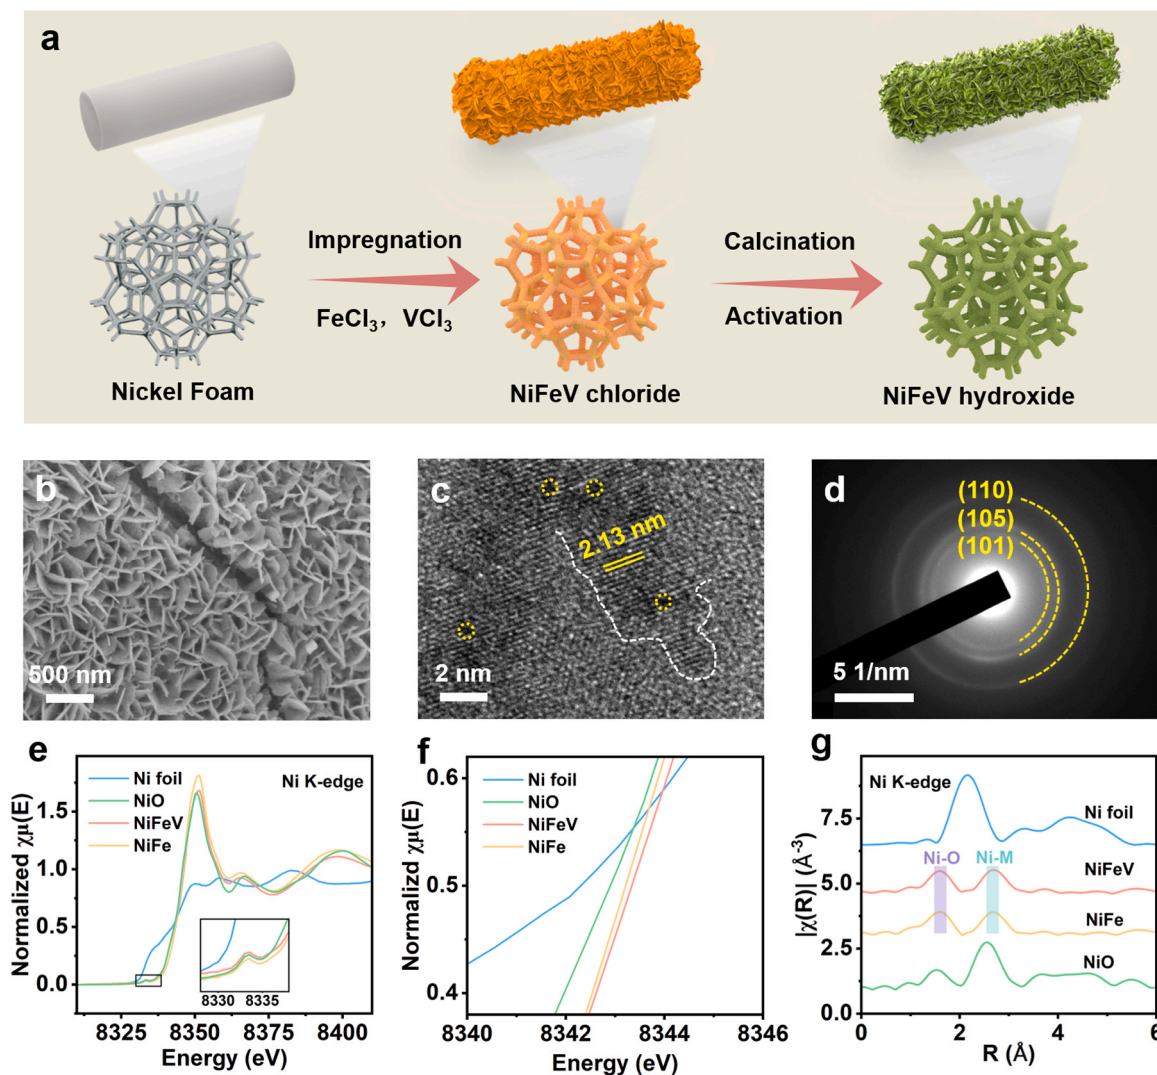 a
Impregnation
FeCl₃, VCl₃
Calcination
Activation
Nickel Foam
NiFeV chloride
NiFeV hydroxide
b
500 nm
c
2.13 nm
2 nm
d
(110)
(105)
(101)
5 1/nm
e
Ni foil
NiO
NiFeV
NiFe
Ni K-edge
Normalized χμ(E)
1.5
1.0
0.5
0.0
8330 8335
8325 8350 8375 8400
Energy (eV)
f
Ni foil
NiO
NiFeV
NiFe
Normalizd χμ(E)
0.6
0.5
0.4
8340 8342 8344 8346
Energy (eV)
g
Ni K-edge
Ni foil
Ni-O Ni-M
NiFeV
NiFe
NiO
|χ(R)| (Å⁻³)
7.5
5.0
2.5
0 2 4 6
R (Å)